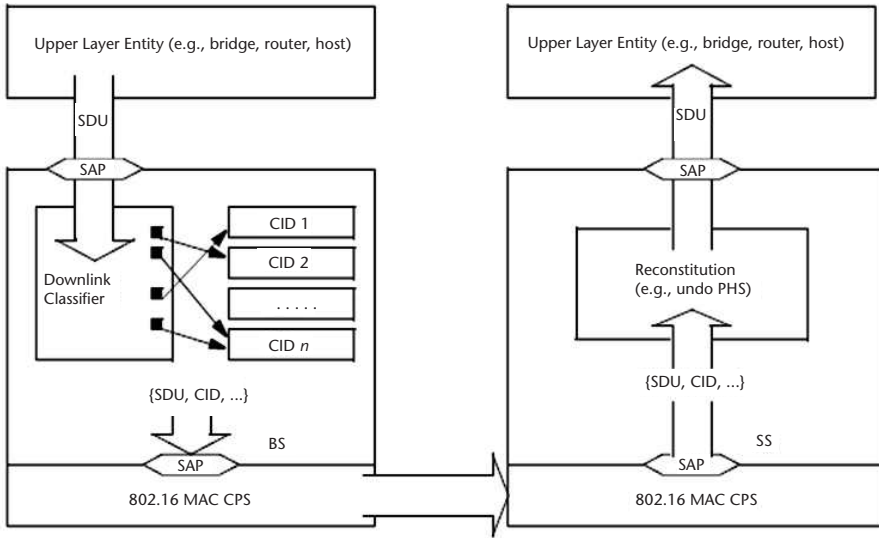 Upper Layer Entity (e.g., bridge, router, host)
SDU
SAP
Downlink
Classifier
CID 1
CID 2
. . . . .
CID n
{SDU, CID, ...}
BS
SAP
802.16 MAC CPS
Upper Layer Entity (e.g., bridge, router, host)
SDU
SAP
Reconstitution
(e.g., undo PHS)
{SDU, CID, ...}
SS
SAP
802.16 MAC CPS